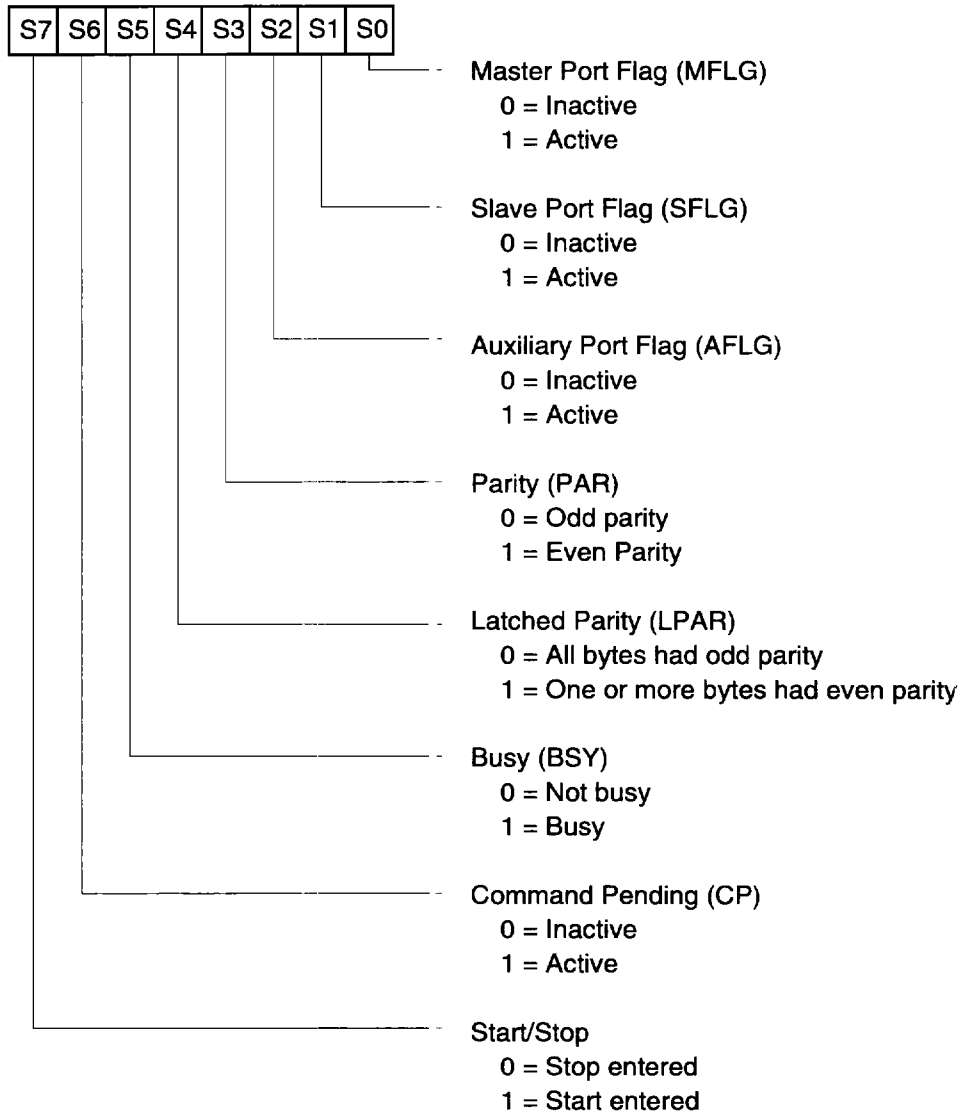 S7 S6 S5 S4 S3 S2 S1 S0
Master Port Flag (MFLG)
0 = Inactive
1 = Active
Slave Port Flag (SFLG)
0 = Inactive
1 = Active
Auxiliary Port Flag (AFLG)
0 = Inactive
1 = Active
Parity (PAR)
0 = Odd parity
1 = Even Parity
Latched Parity (LPAR)
0 = All bytes had odd parity
1 = One or more bytes had even parity
Busy (BSY)
0 = Not busy
1 = Busy
Command Pending (CP)
0 = Inactive
1 = Active
Start/Stop
0 = Stop entered
1 = Start entered